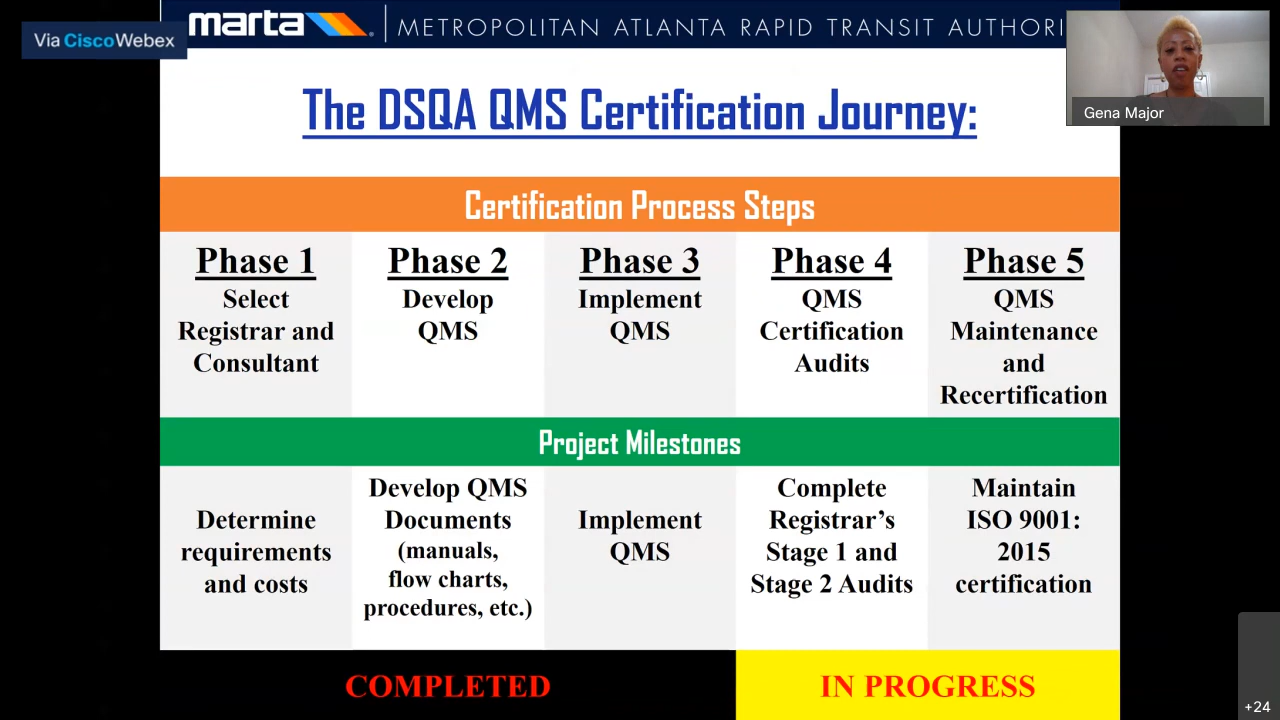 Via CiscoWebex
marta | METROPOLITAN ATLANTA RAPID TRANSIT AUTHORI
Gena Major
The DSQA QMS Certification Journey:
Certification Process Steps
Phase 1
Select
Registrar and
Consultant
Phase 2
Develop
QMS
Phase 3
Implement
QMS
Phase 4
QMS
Certification
Audits
Phase 5
QMS
Maintenance
and
Recertification
Project Milestones
Determine
requirements
and costs
Develop QMS
Documents
(manuals,
flow charts,
procedures, etc.)
Implement
QMS
Complete
Registrar’s
Stage 1 and
Stage 2 Audits
Maintain
ISO 9001:
2015
certification
COMPLETED
IN PROGRESS
+24